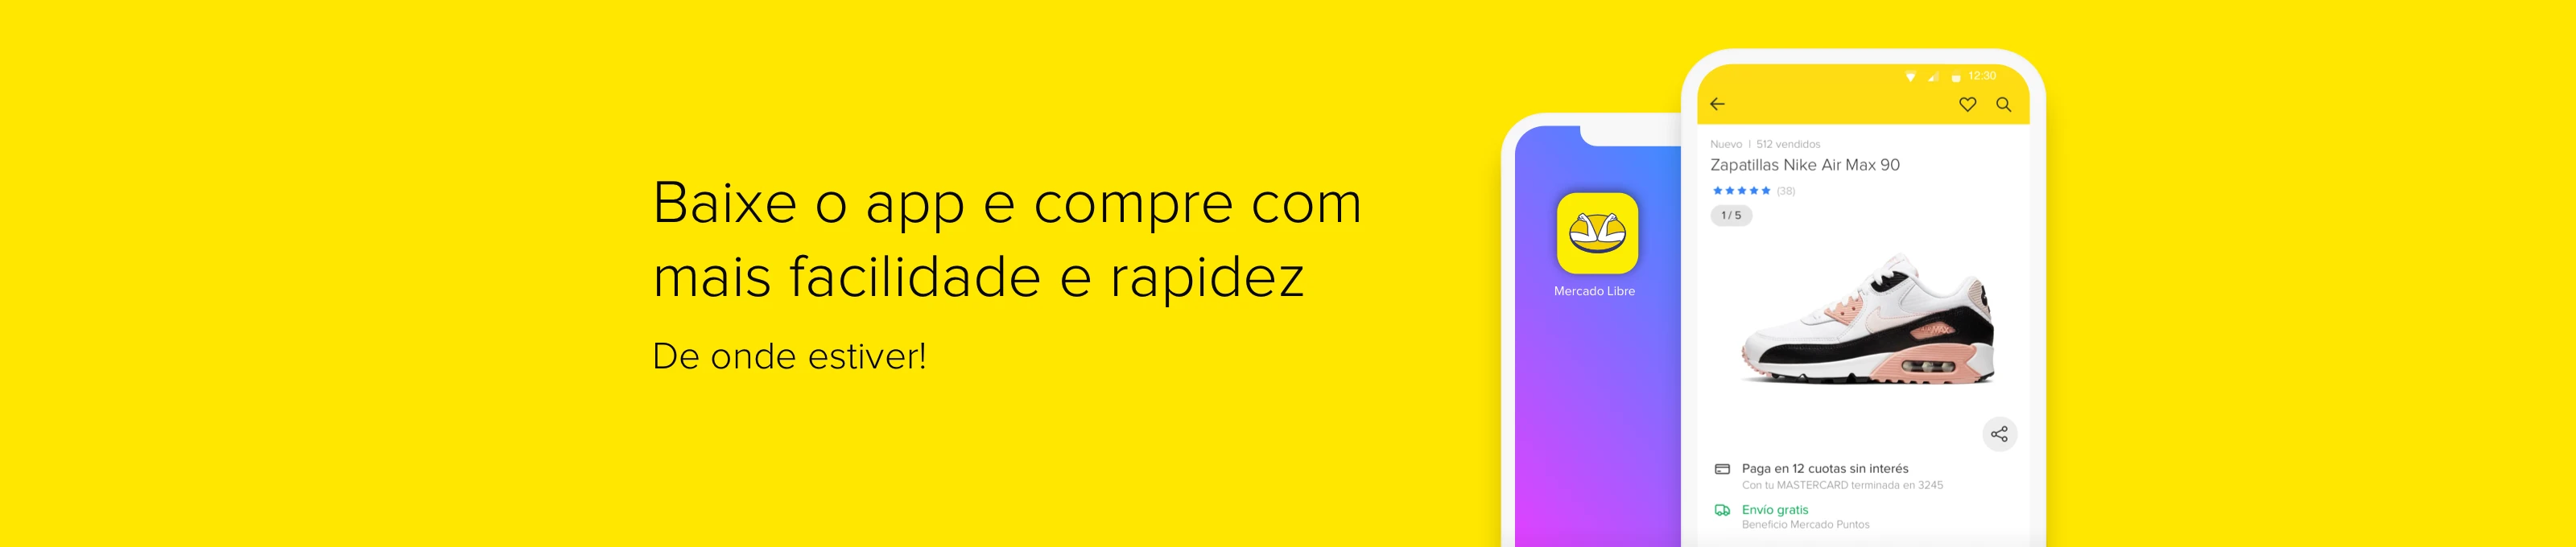 Baixe o app e compre com
mais facilidade e rapidez
De onde estiver!
Mercado Libre
12:30
Nuevo | 512 vendidos
Zapatillas Nike Air Max 90
(38)
1 / 5
Paga en 12 cuotas sin interés
Con tu MASTERCARD terminada en 3245
Envío gratis
Beneficio Mercado Puntos